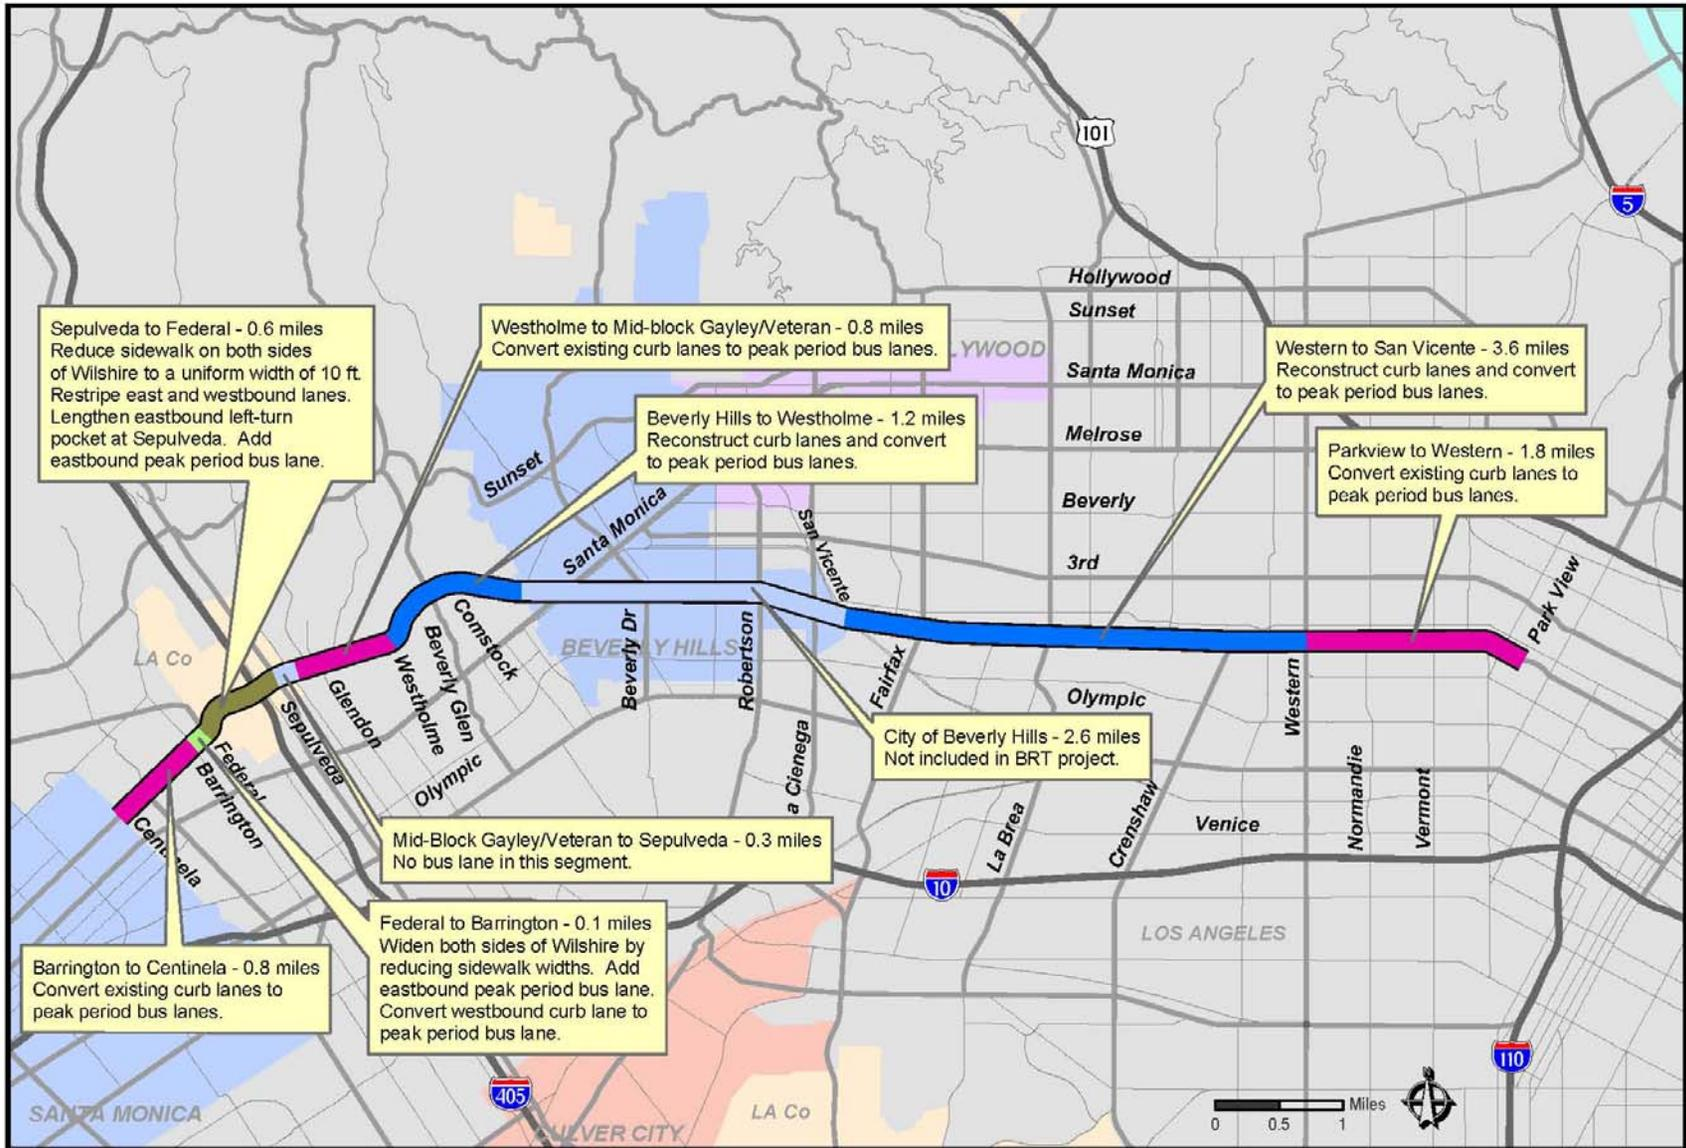 101
5
Hollywood
Sunset
Santa Monica
Melrose
Beverly
3rd
LYWOOD
Sepulveda to Federal - 0.6 miles
Reduce sidewalk on both sides
of Wilshire to a uniform width of 10 ft.
Restripe east and westbound lanes.
Lengthen eastbound left-turn
pocket at Sepulveda. Add
eastbound peak period bus lane.
Westholme to Mid-block Gayley/Veteran - 0.8 miles
Convert existing curb lanes to peak period bus lanes.
Beverly Hills to Westholme - 1.2 miles
Reconstruct curb lanes and convert
to peak period bus lanes.
Western to San Vicente - 3.6 miles
Reconstruct curb lanes and convert
to peak period bus lanes.
Parkview to Western - 1.8 miles
Convert existing curb lanes to
peak period bus lanes.
Sunset
Santa Monica
San Vicente
Park View
LA Co
BEVERLY HILLS
Comstock
Beverly Glen
Westholme
Glendon
Sepulveda
Federal
Barrington
Centinela
Olympic
Beverly Dr
Robertson
a Cienega
Fairfax
Olympic
La Brea
Crenshaw
Western
Normandie
Vermont
Venice
City of Beverly Hills - 2.6 miles
Not included in BRT project.
Mid-Block Gayley/Veteran to Sepulveda - 0.3 miles
No bus lane in this segment.
10
LOS ANGELES
Federal to Barrington - 0.1 miles
Widen both sides of Wilshire by
reducing sidewalk widths. Add
eastbound peak period bus lane.
Convert westbound curb lane to
peak period bus lane.
Barrington to Centinela - 0.8 miles
Convert existing curb lanes to
peak period bus lanes.
110
405
SANTA MONICA
CULVER CITY
LA Co
Miles
0 0.5 1